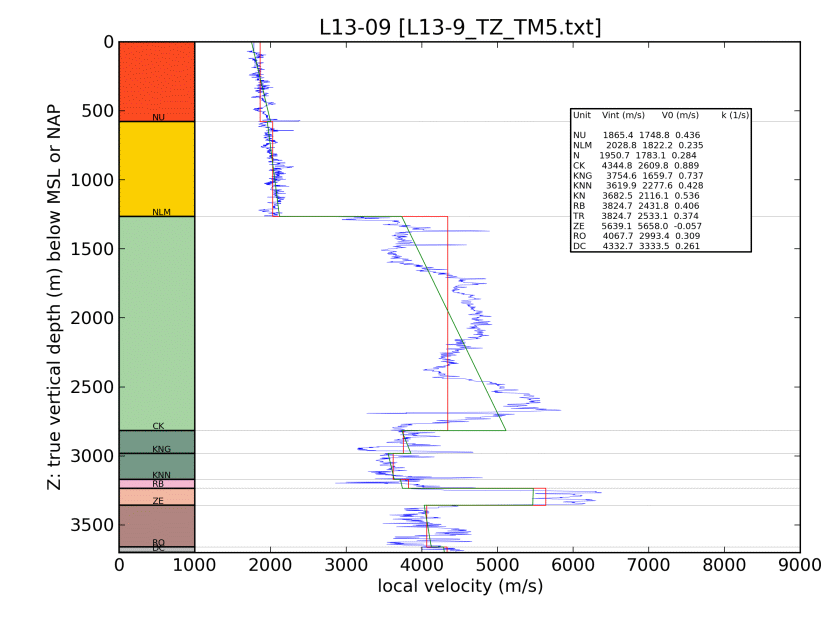 L13-09 [L13-9_TZ_TM5.txt]
Z: true vertical depth (m) below MSL or NAP
0
500
1000
1500
2000
2500
3000
3500
NU
NLM
CK
KNG
KNN
RB
ZE
RO
DC
Unit Vint (m/s) V0 (m/s) k (1/s)
NU 1865.4 1748.8 0.436
NLM 2028.8 1822.2 0.235
N 1950.7 1783.1 0.284
CK 4344.8 2609.8 0.889
KNG 3754.6 1659.7 0.737
KNN 3619.9 2277.6 0.428
KN 3682.5 2116.1 0.536
RB 3824.7 2431.8 0.406
TR 3824.7 2533.1 0.374
ZE 5639.1 5658.0 -0.057
RO 4067.7 2993.4 0.309
DC 4332.7 3333.5 0.261
0 1000 2000 3000 4000 5000 6000 7000 8000 9000
local velocity (m/s)